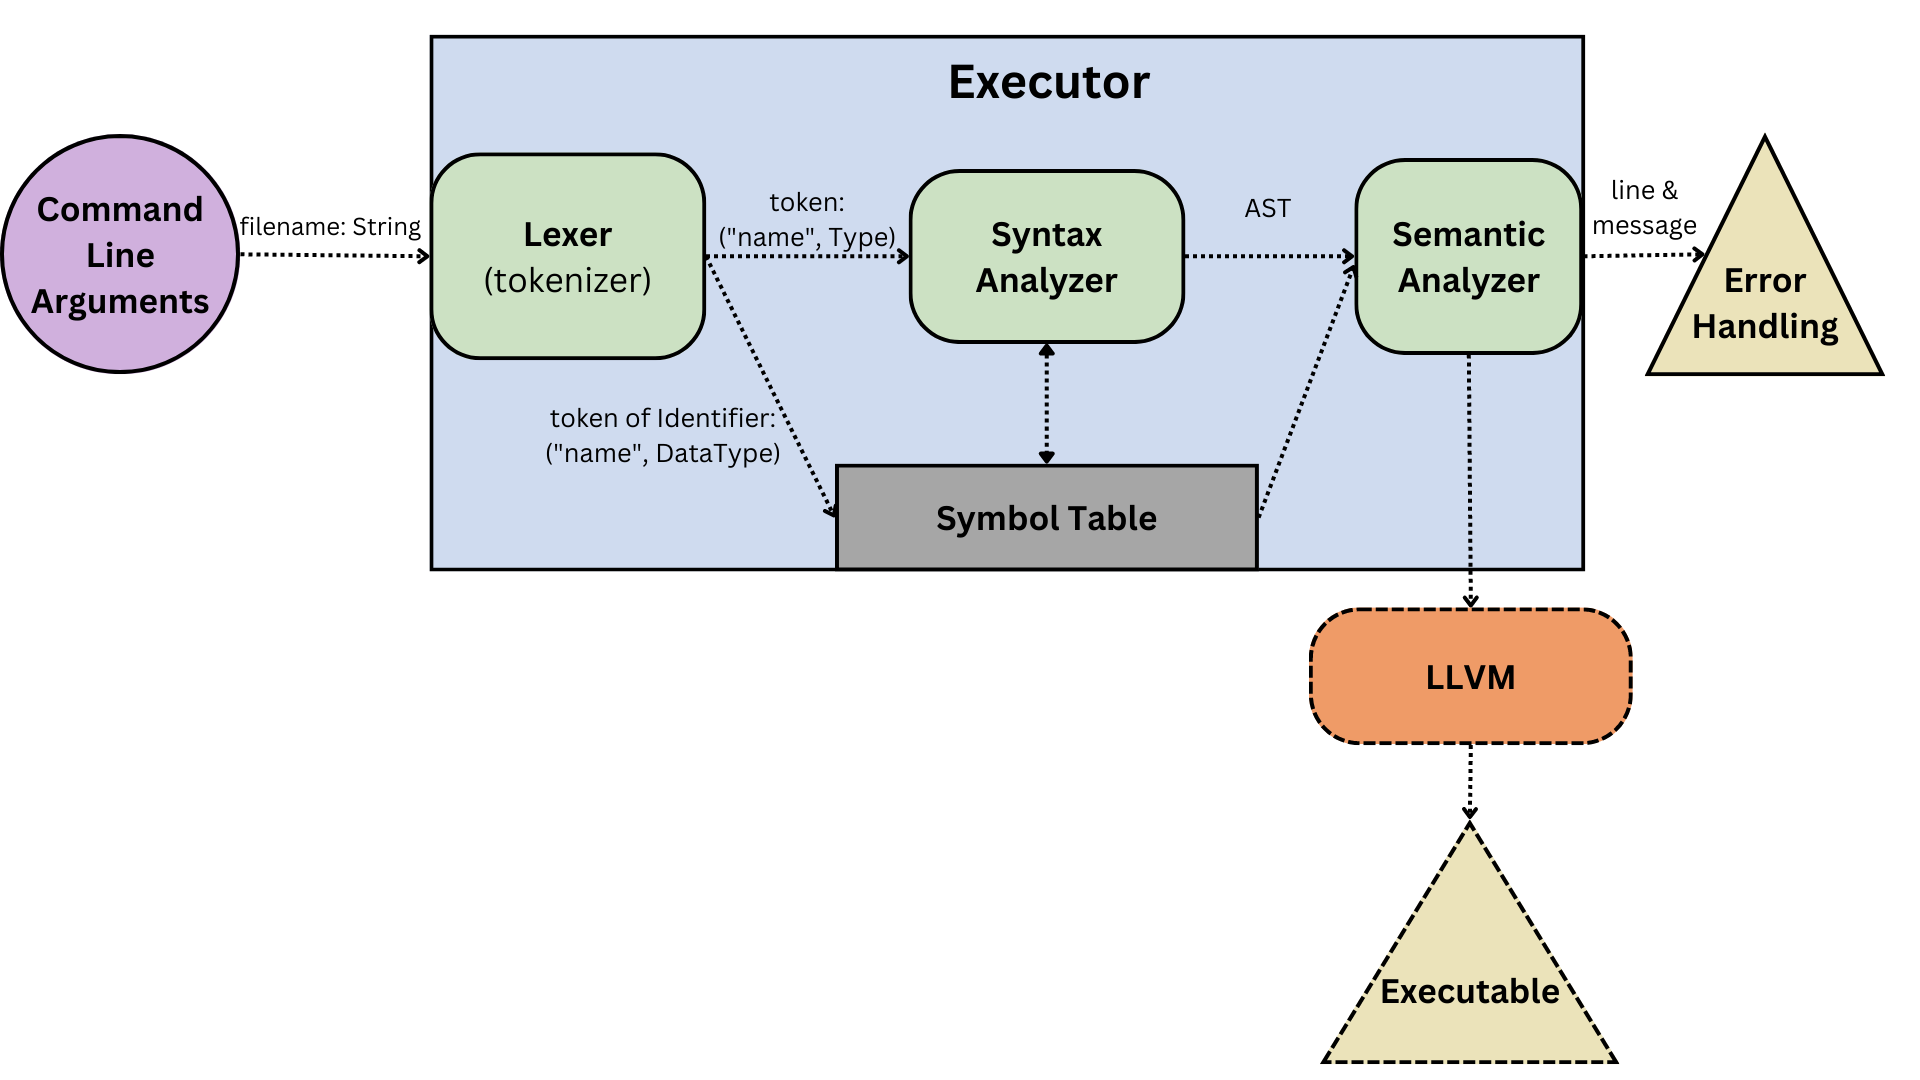 Executor
Command
Line
Arguments
filename: String
Lexer
(tokenizer)
token:
("name", Type)
Syntax
Analyzer
AST
Semantic
Analyzer
line &
message
Error
Handling
token of Identifier:
("name", DataType)
Symbol Table
LLVM
Executable